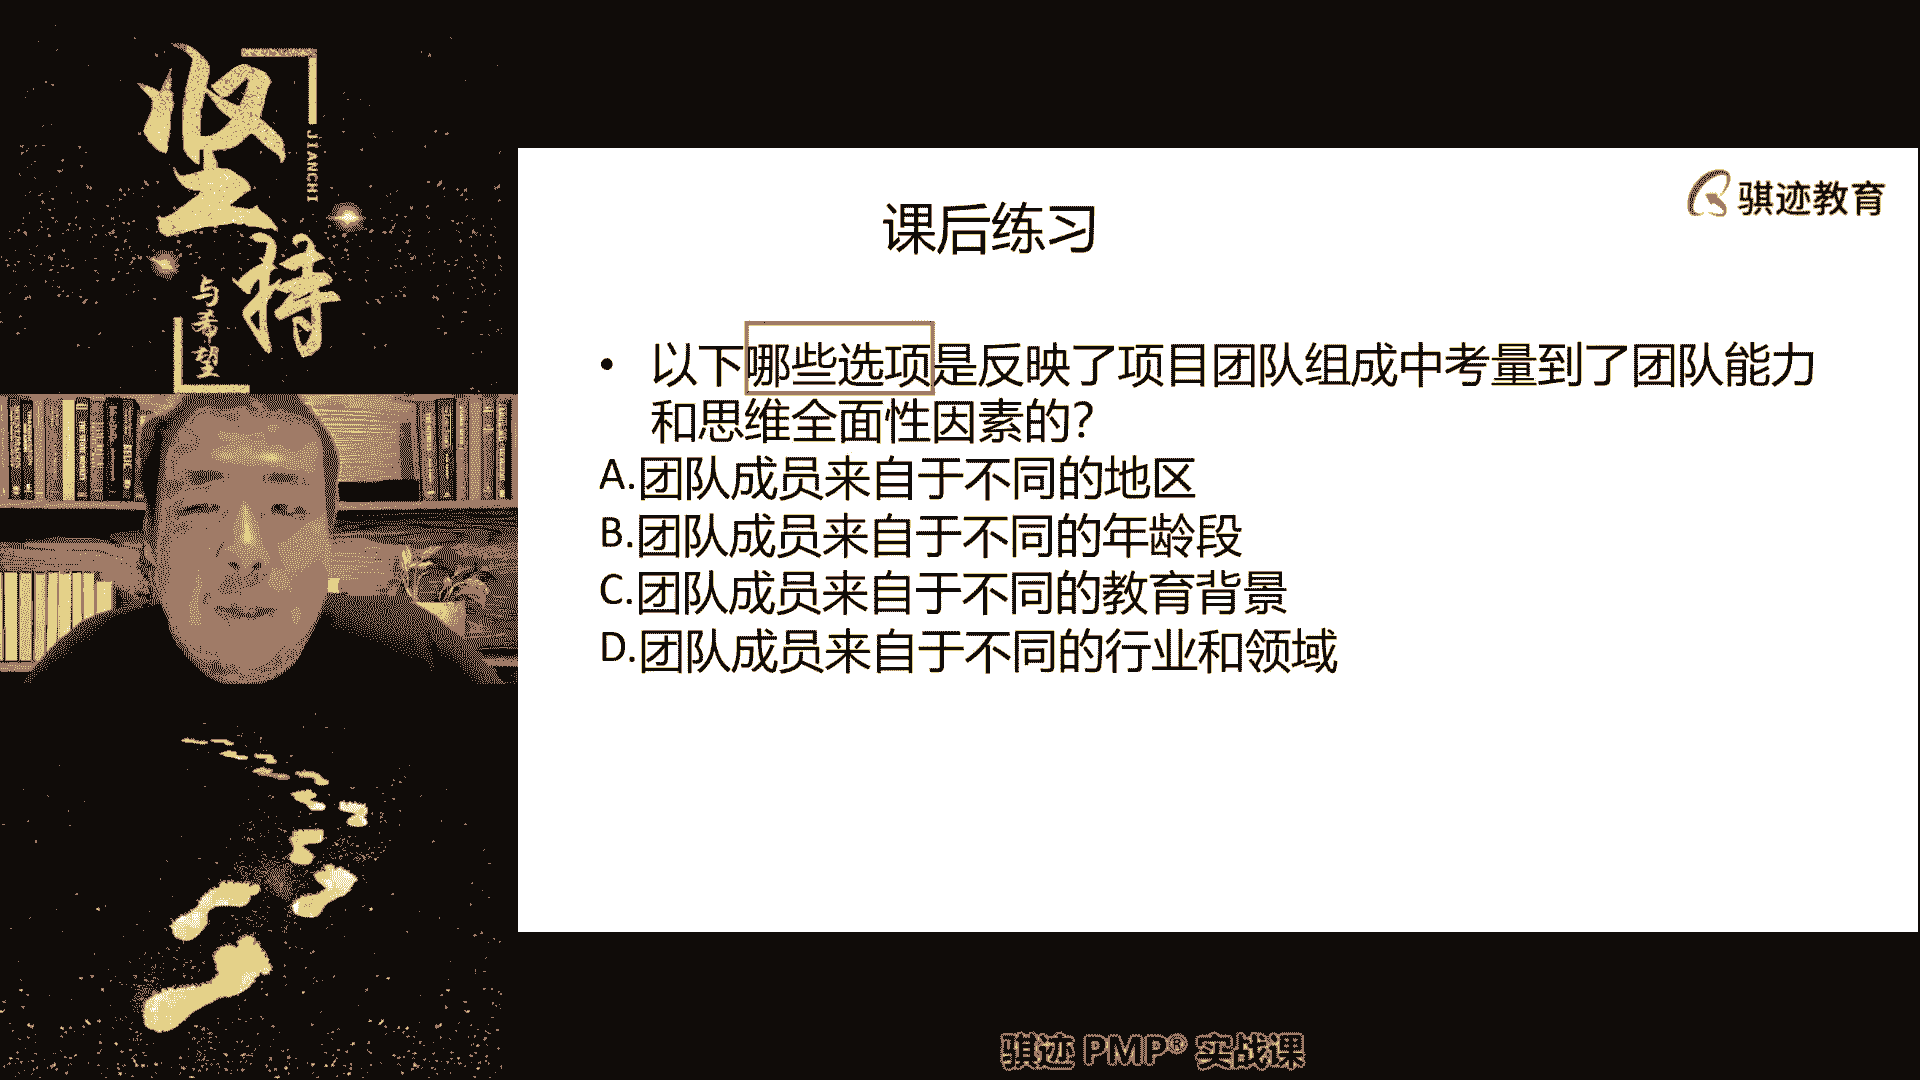 坚持
JIANCHI
与希望
骐迹教育
课后练习
• 以下哪些选项是反映了项目团队组成中考量到了团队能力
和思维全面性因素的?
A.团队成员来自于不同的地区
B.团队成员来自于不同的年龄段
C.团队成员来自于不同的教育背景
D.团队成员来自于不同的行业和领域
骐迹 PMP® 实战课